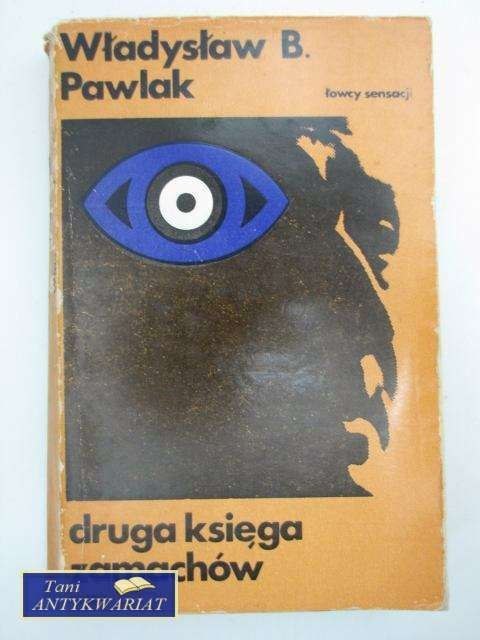 Władysław B.
Pawlak
łowcy sensacji
druga księga
zamachów
Tani
ANTYKWARIAT